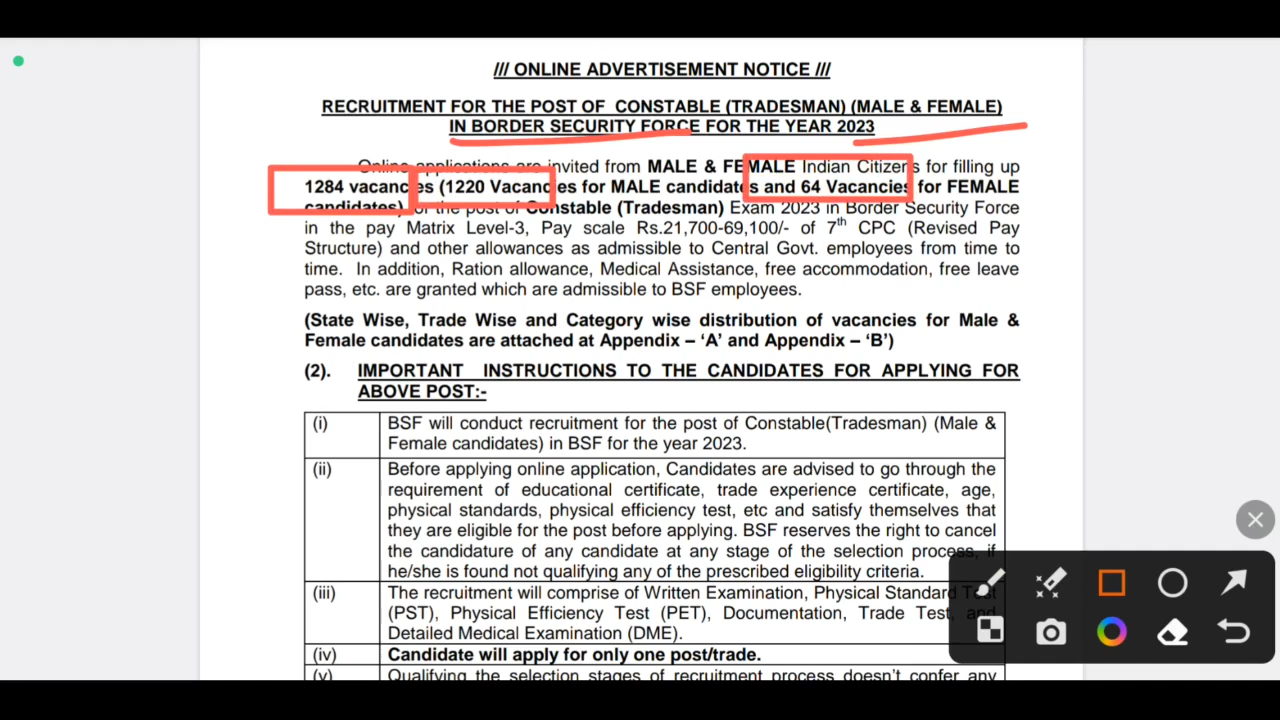 /// ONLINE ADVERTISEMENT NOTICE ///
RECRUITMENT FOR THE POST OF CONSTABLE (TRADESMAN) (MALE & FEMALE)
IN BORDER SECURITY FORCE FOR THE YEAR 2023
Online applications are invited from MALE & FEMALE Indian Citizens for filling up
1284 vacancies (1220 Vacancies for MALE candidates and 64 Vacancies for FEMALE
candidates) for the post of Constable (Tradesman) Exam 2023 in Border Security Force
in the pay Matrix Level-3, Pay scale Rs.21,700-69,100/- of 7th CPC (Revised Pay
Structure) and other allowances as admissible to Central Govt. employees from time to
time. In addition, Ration allowance, Medical Assistance, free accommodation, free leave
pass, etc. are granted which are admissible to BSF employees.
(State Wise, Trade Wise and Category wise distribution of vacancies for Male &
Female candidates are attached at Appendix – ‘A’ and Appendix – ‘B’)
(2). IMPORTANT INSTRUCTIONS TO THE CANDIDATES FOR APPLYING FOR
ABOVE POST:-
(i) BSF will conduct recruitment for the post of Constable(Tradesman) (Male &
Female candidates) in BSF for the year 2023.
(ii) Before applying online application, Candidates are advised to go through the
requirement of educational certificate, trade experience certificate, age,
physical standards, physical efficiency test, etc and satisfy themselves that
they are eligible for the post before applying. BSF reserves the right to cancel
the candidature of any candidate at any stage of the selection process, if
he/she is found not qualifying any of the prescribed eligibility criteria.
(iii) The recruitment will comprise of Written Examination, Physical Standard Test
(PST), Physical Efficiency Test (PET), Documentation, Trade Test, and
Detailed Medical Examination (DME).
(iv) Candidate will apply for only one post/trade.
(v) Qualifying the selection stages of recruitment process doesn’t confer any